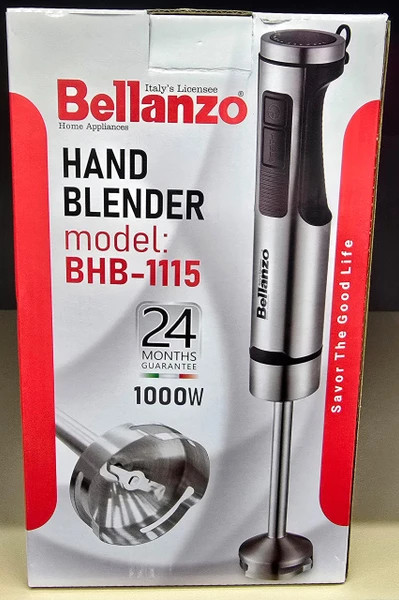 Italy's Licensee
Bellanzo®
Home Appliances
HAND
BLENDER
model:
BHB-1115
24
MONTHS
GUARANTEE
1000W
Bellanzo
Savor The Good Life